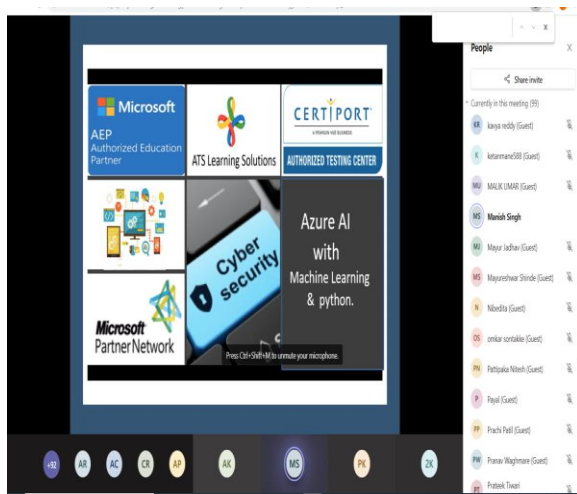 Microsoft
AEP
Authorized Education
Partner
ATS Learning Solutions
CERTIPORT
A PEARSON VUE BUSINESS
AUTHORIZED TESTING CENTER
Cyber
security
Azure AI
with
Machine Learning
& python.
Microsoft
Partner Network
Press Ctrl+Shift+M to unmute your microphone.
+92
AR
AC
CR
AP
AK
MS
PK
2K
X
People
X
Share invite
Currently in this meeting (99)
KR kavya reddy (Guest)
K ketanmane588 (Guest)
MU MALIK UMAR (Guest)
MS Manish Singh
MJ Mayur Jadhav (Guest)
MS Mayureshwar Shinde (Guest)
N Nibedita (Guest)
OS omkar sontakke (Guest)
PN Pattipaka Nitesh (Guest)
P Payal (Guest)
PP Prachi Patil (Guest)
PW Pranav Waghmare (Guest)
PT Prateek Tiwari